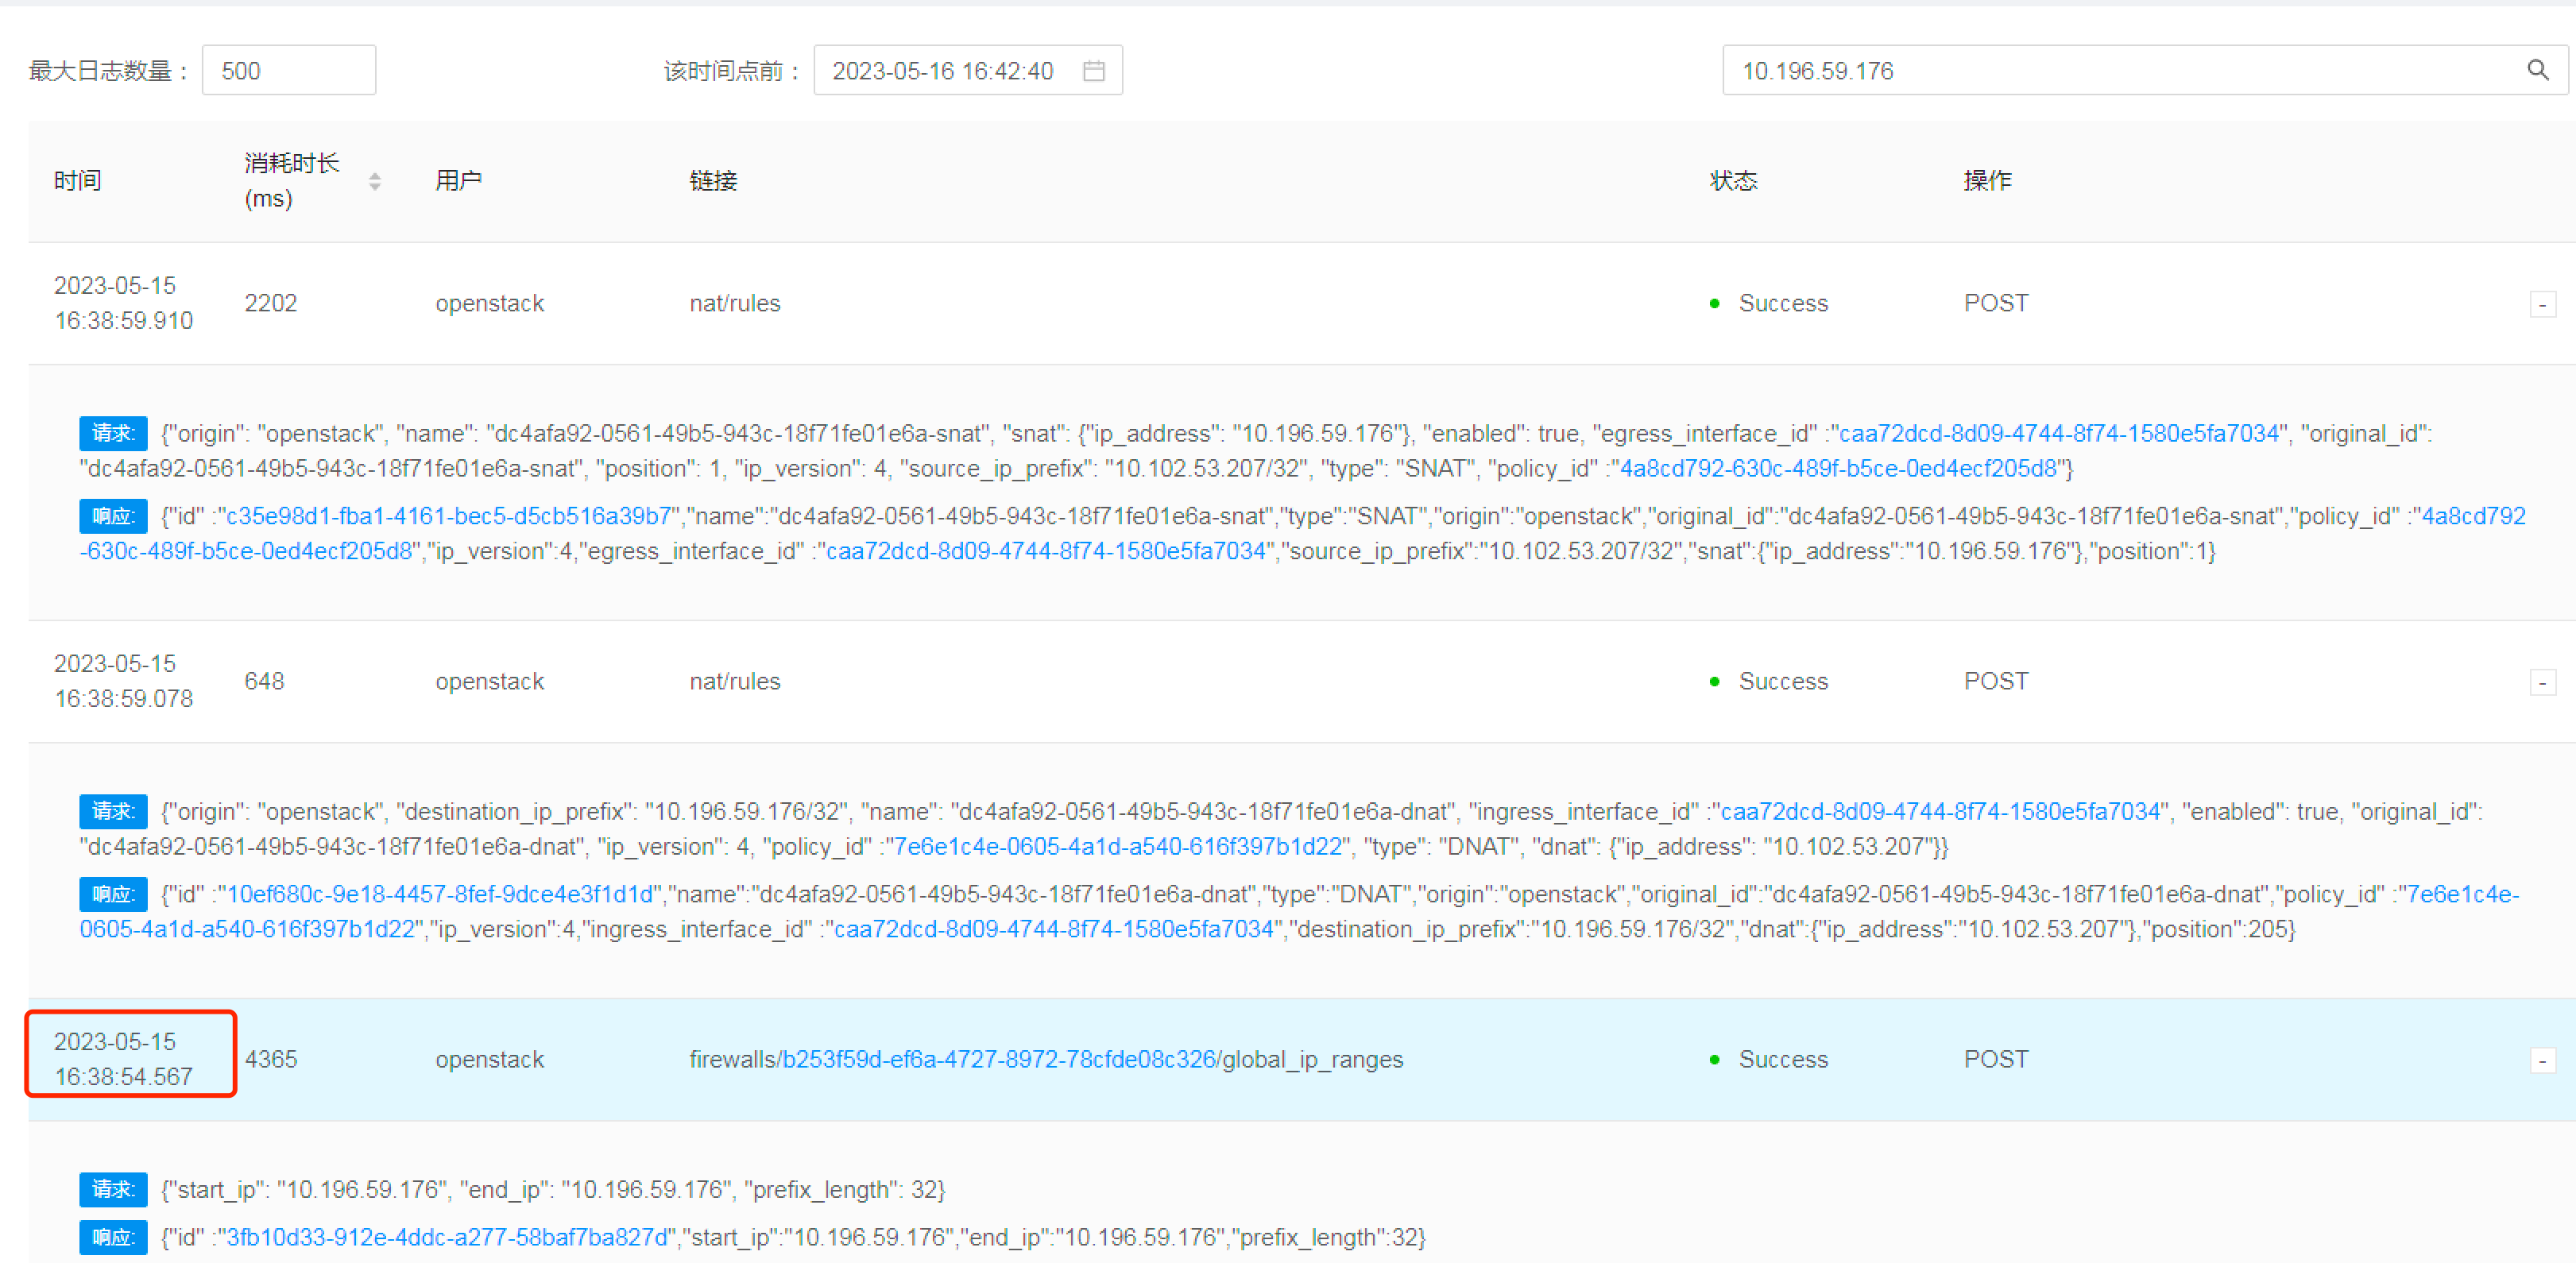 最大日志数量： 500 该时间点前： 2023-05-16 16:42:40 10.196.59.176
时间 消耗时长 (ms) 用户 链接 状态 操作
2023-05-15 16:38:59.910 2202 openstack nat/rules Success POST -
请求: {"origin": "openstack", "name": "dc4afa92-0561-49b5-943c-18f71fe01e6a-snat", "snat": {"ip_address": "10.196.59.176"}, "enabled": true, "egress_interface_id" :"caa72dcd-8d09-4744-8f74-1580e5fa7034", "original_id":
"dc4afa92-0561-49b5-943c-18f71fe01e6a-snat", "position": 1, "ip_version": 4, "source_ip_prefix": "10.102.53.207/32", "type": "SNAT", "policy_id" :"4a8cd792-630c-489f-b5ce-0ed4ecf205d8"}
响应: {"id" :"c35e98d1-fba1-4161-bec5-d5cb516a39b7","name":"dc4afa92-0561-49b5-943c-18f71fe01e6a-snat","type":"SNAT","origin":"openstack","original_id":"dc4afa92-0561-49b5-943c-18f71fe01e6a-snat","policy_id" :"4a8cd792
-630c-489f-b5ce-0ed4ecf205d8","ip_version":4,"egress_interface_id" :"caa72dcd-8d09-4744-8f74-1580e5fa7034","source_ip_prefix":"10.102.53.207/32","snat":{"ip_address":"10.196.59.176"},"position":1}
2023-05-15 16:38:59.078 648 openstack nat/rules Success POST -
请求: {"origin": "openstack", "destination_ip_prefix": "10.196.59.176/32", "name": "dc4afa92-0561-49b5-943c-18f71fe01e6a-dnat", "ingress_interface_id" :"caa72dcd-8d09-4744-8f74-1580e5fa7034", "enabled": true, "original_id":
"dc4afa92-0561-49b5-943c-18f71fe01e6a-dnat", "ip_version": 4, "policy_id" :"7e6e1c4e-0605-4a1d-a540-616f397b1d22", "type": "DNAT", "dnat": {"ip_address": "10.102.53.207"}}
响应: {"id" :"10ef680c-9e18-4457-8fef-9dce4e3f1d1d","name":"dc4afa92-0561-49b5-943c-18f71fe01e6a-dnat","type":"DNAT","origin":"openstack","original_id":"dc4afa92-0561-49b5-943c-18f71fe01e6a-dnat","policy_id" :"7e6e1c4e-
0605-4a1d-a540-616f397b1d22","ip_version":4,"ingress_interface_id" :"caa72dcd-8d09-4744-8f74-1580e5fa7034","destination_ip_prefix":"10.196.59.176/32","dnat":{"ip_address":"10.102.53.207"},"position":205}
2023-05-15 16:38:54.567 4365 openstack firewalls/b253f59d-ef6a-4727-8972-78cfde08c326/global_ip_ranges Success POST -
请求: {"start_ip": "10.196.59.176", "end_ip": "10.196.59.176", "prefix_length": 32}
响应: {"id" :"3fb10d33-912e-4ddc-a277-58baf7ba827d","start_ip":"10.196.59.176","end_ip":"10.196.59.176","prefix_length":32}